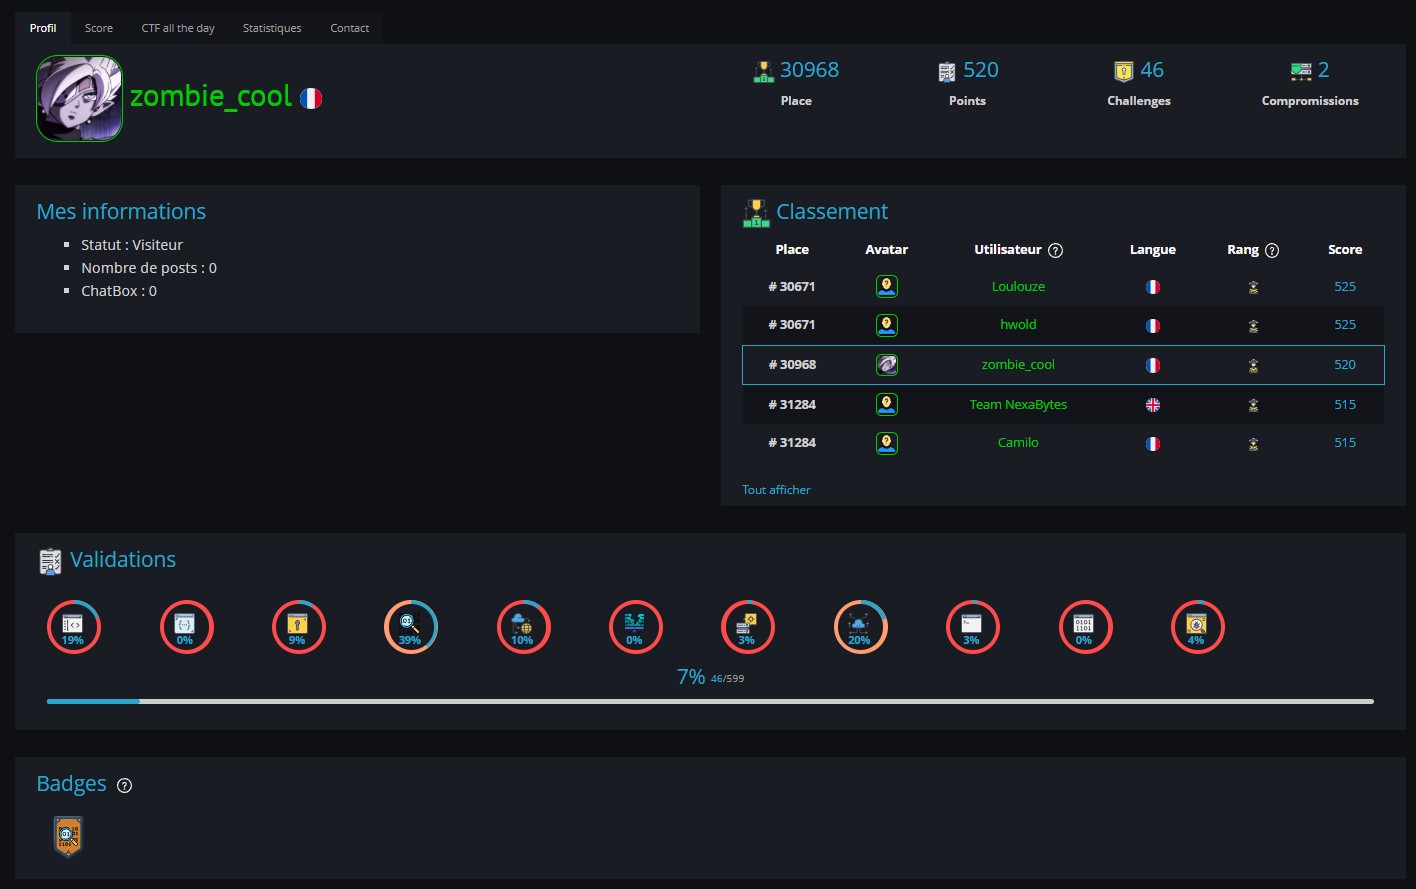 Profil Score CTF all the day Statistiques Contact
zombie_cool
30968 520 46 2
Place Points Challenges Compromissions
Mes informations
Statut : Visiteur
Nombre de posts : 0
ChatBox : 0
Classement
Place Avatar Utilisateur ? Langue Rang ? Score
# 30671 Loulouze 525
# 30671 hwold 525
# 30968 zombie_cool 520
# 31284 Team NexaBytes 515
# 31284 Camilo 515
Tout afficher
Validations
19% 0% 9% 39% 10% 0% 3% 20% 3% 0% 4%
7% 46/599
Badges ?